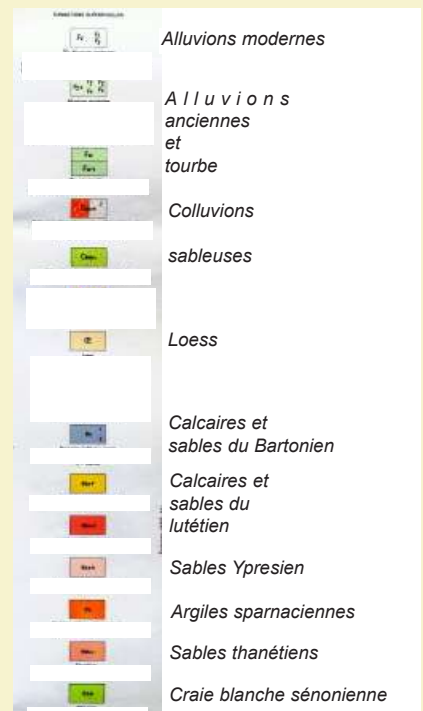 Alluvions modernes
Alluvions
anciennes
et
tourbe
Colluvions
sableuses
Loess
Calcaires et
sables du Bartonien
Calcaires et
sables du
lutétien
Sables Ypresien
Argiles sparnaciennes
Sables thanétiens
Craie blanche sénonienne